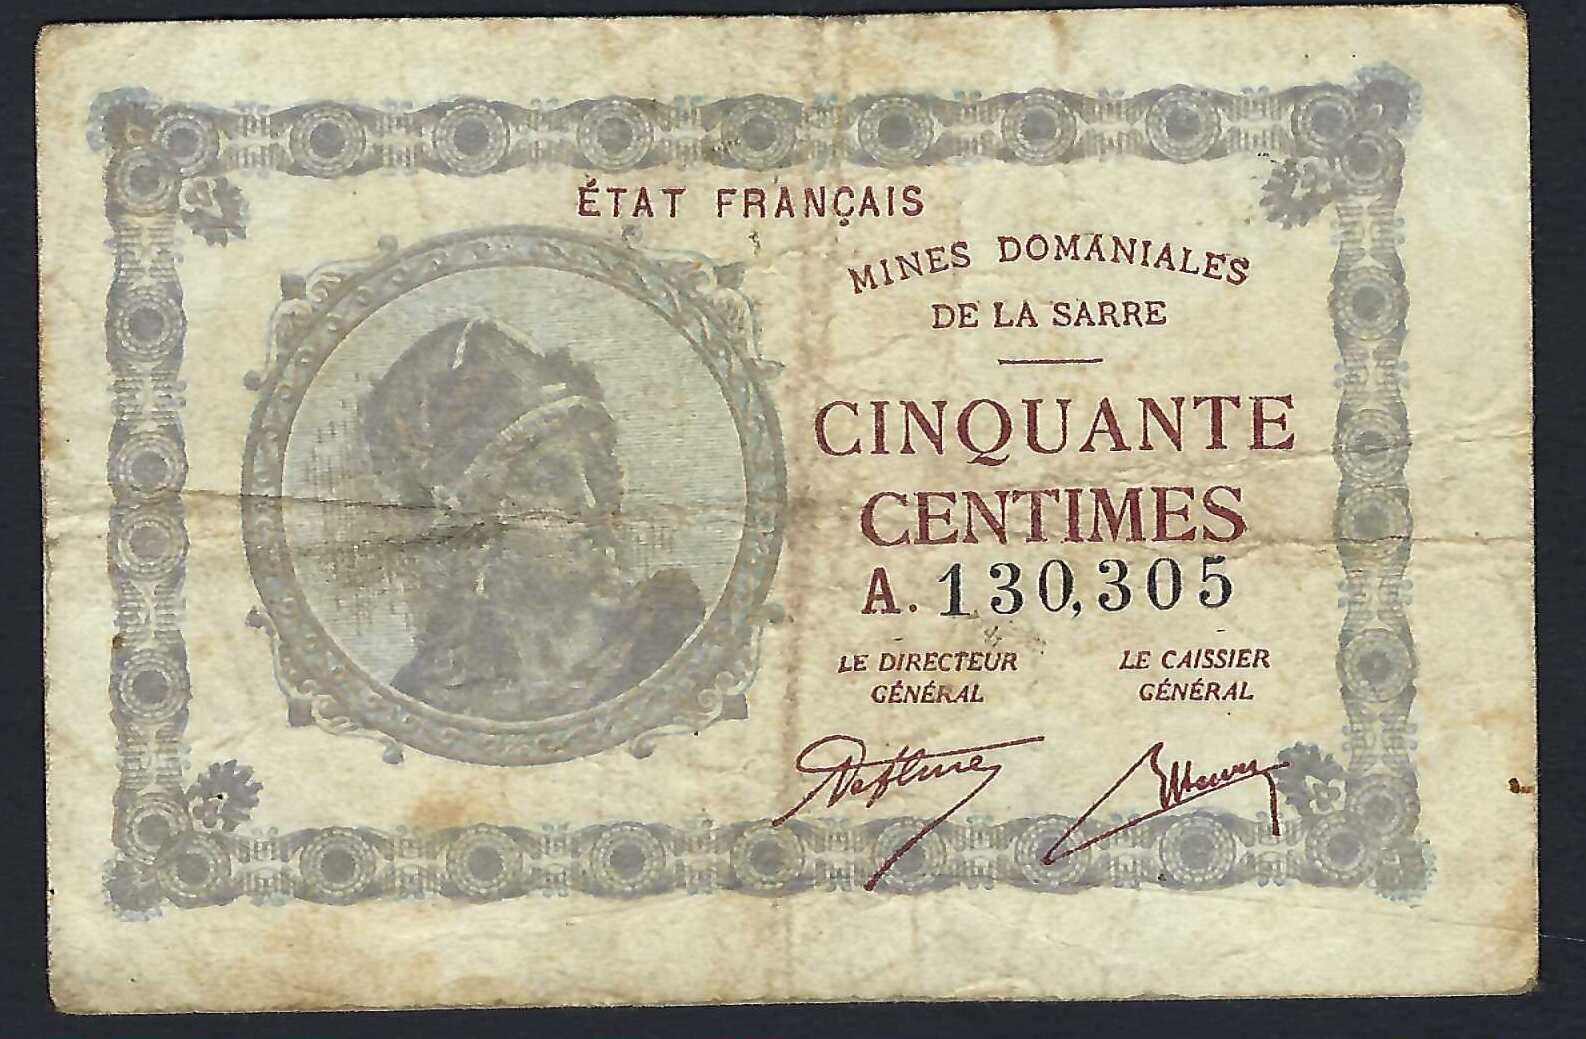 ÉTAT FRANÇAIS
MINES DOMANIALES
DE LA SARRE
CINQUANTE
CENTIMES
A. 130,305
LE DIRECTEUR
GÉNÉRAL
LE CAISSIER
GÉNÉRAL